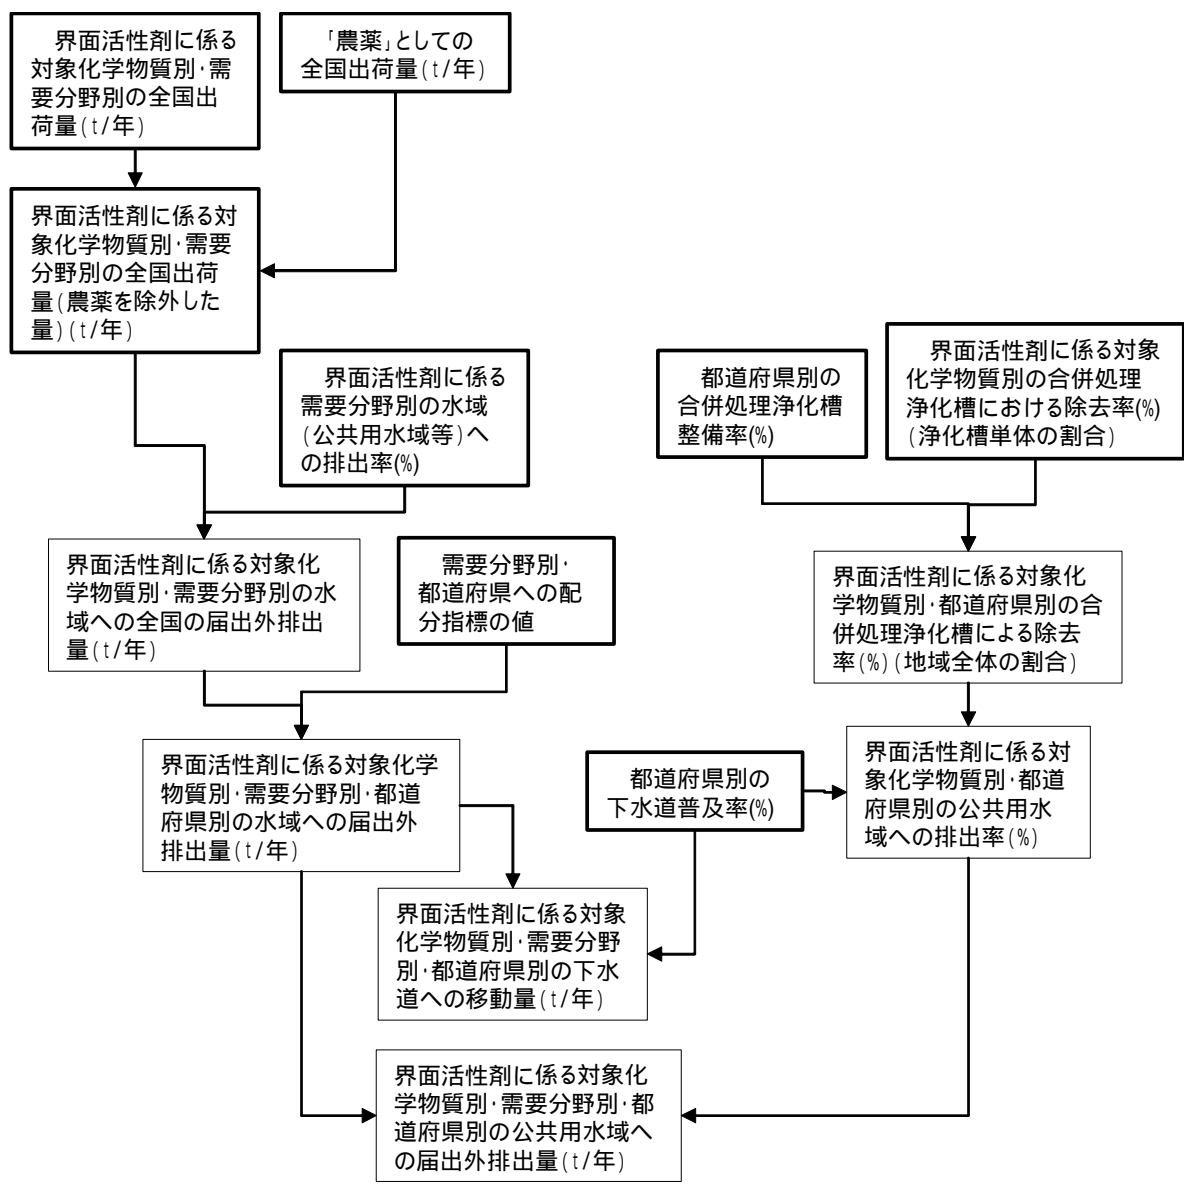 界面活性剤に係る
対象化学物質別・需
要分野別の全国出
荷量(t/年)
「農薬」としての
全国出荷量(t/年)
界面活性剤に係る対
象化学物質別・需要
分野別の全国出荷
量(農薬を除外した
量)(t/年)
界面活性剤に係る
需要分野別の水域
(公共用水域等)へ
の排出率(%)
都道府県別の
合併処理浄化槽
整備率(%)
界面活性剤に係る対象
化学物質別の合併処理
浄化槽における除去率(%)
(浄化槽単体の割合)
界面活性剤に係る対象化
学物質別・需要分野別の水
域への全国の届出外排出
量(t/年)
需要分野別・
都道府県への配
分指標の値
界面活性剤に係る対象化
学物質別・都道府県別の合
併処理浄化槽による除去
率(%)(地域全体の割合)
界面活性剤に係る対象化学
物質別・需要分野別・都道
府県別の水域への届出外
排出量(t/年)
都道府県別の
下水道普及率(%)
界面活性剤に係る対
象化学物質別・都道
府県別の公共用水
域への排出率(%)
界面活性剤に係る対象
化学物質別・需要分野
別・都道府県別の下水
道への移動量(t/年)
界面活性剤に係る対象化
学物質別・需要分野別・都
道府県別の公共用水域へ
の届出外排出量(t/年)